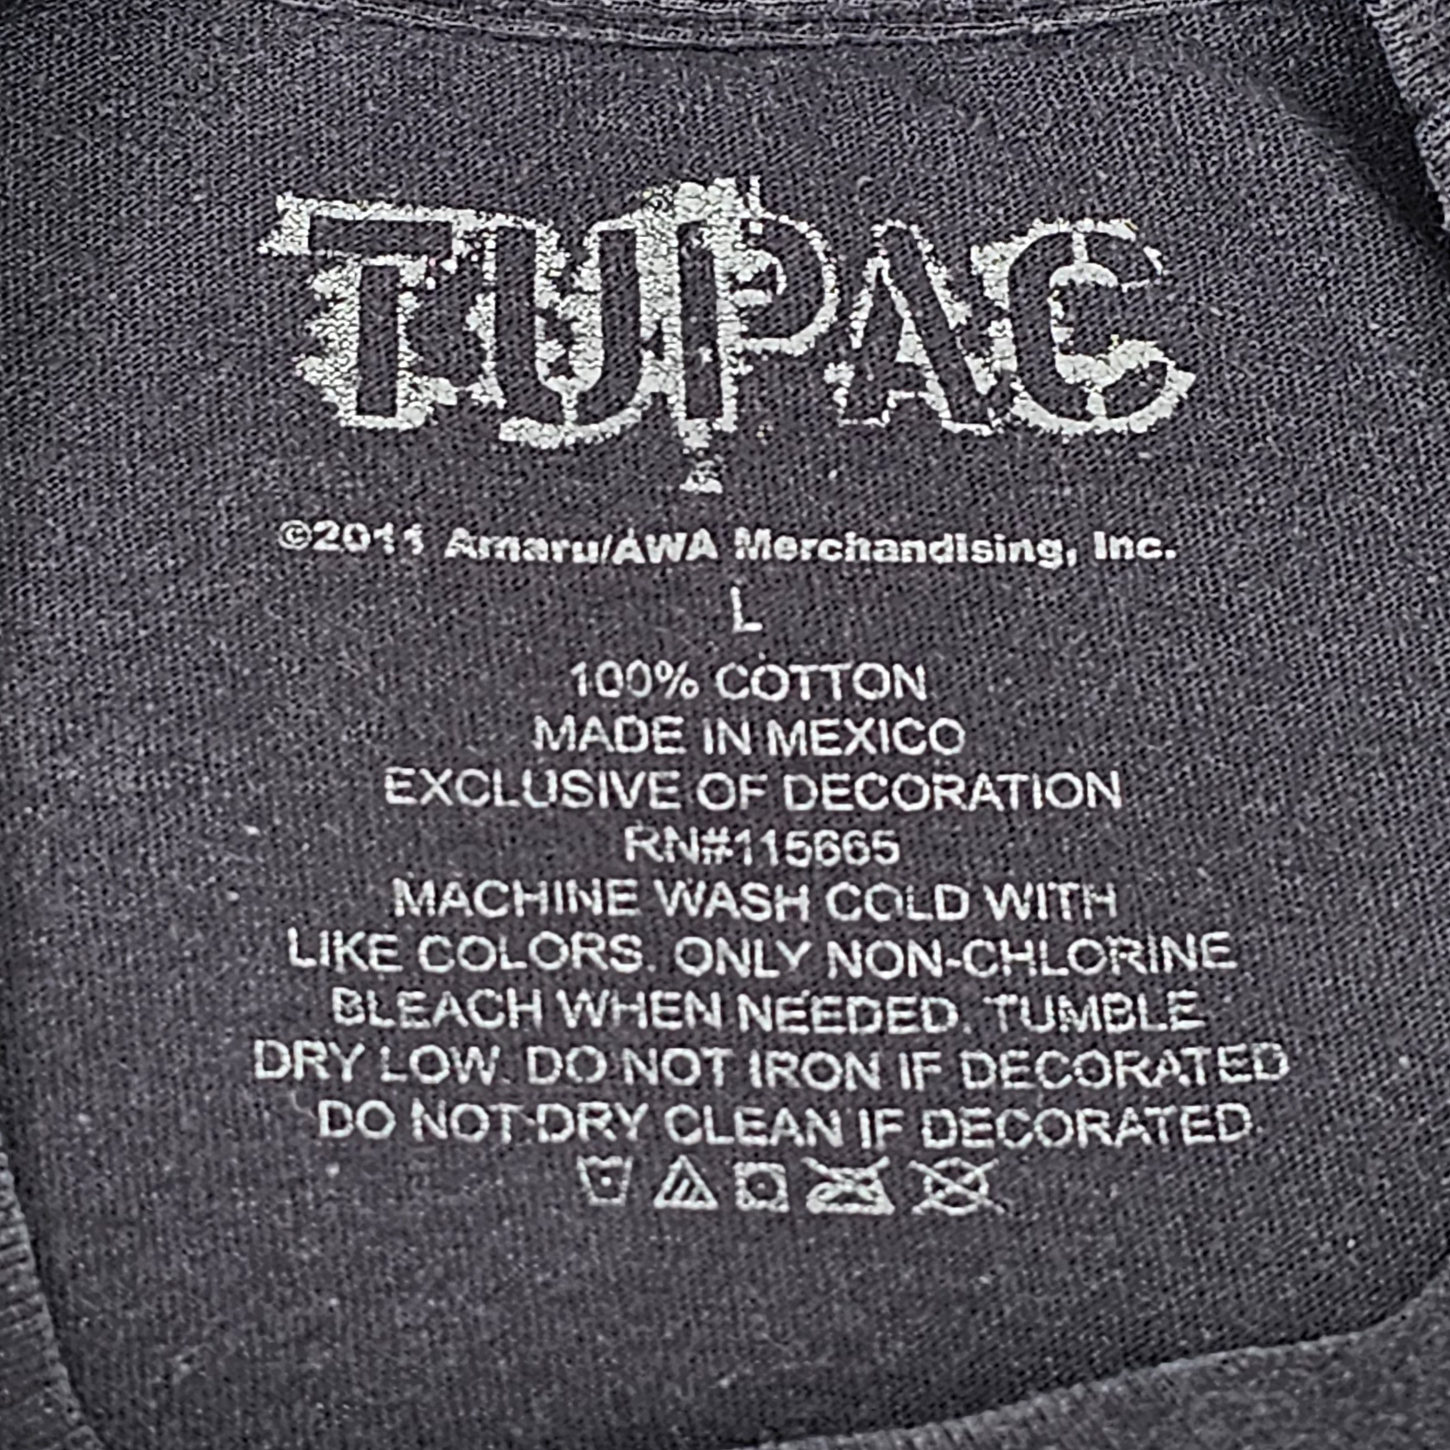 TUPAC
©2011 Amaru/AWA Merchandising, Inc.
L
100% COTTON
MADE IN MEXICO
EXCLUSIVE OF DECORATION
RN#115665
MACHINE WASH COLD WITH
LIKE COLORS. ONLY NON-CHLORINE
BLEACH WHEN NEEDED. TUMBLE
DRY LOW. DO NOT IRON IF DECORATED
DO NOT DRY CLEAN IF DECORATED.